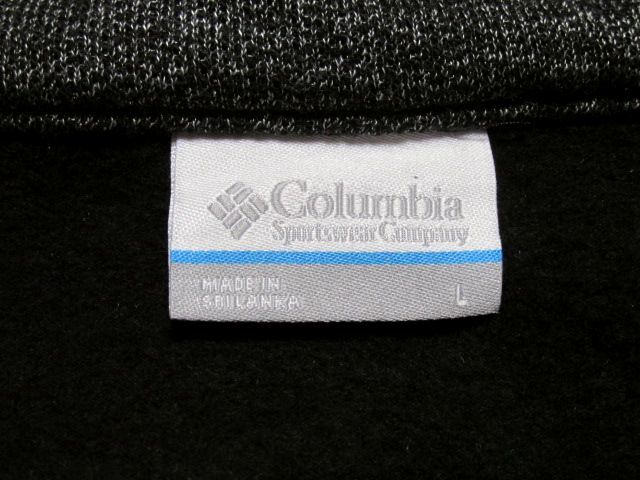 Columbia
Sportswear Company
MADE IN
SRI LANKA
L